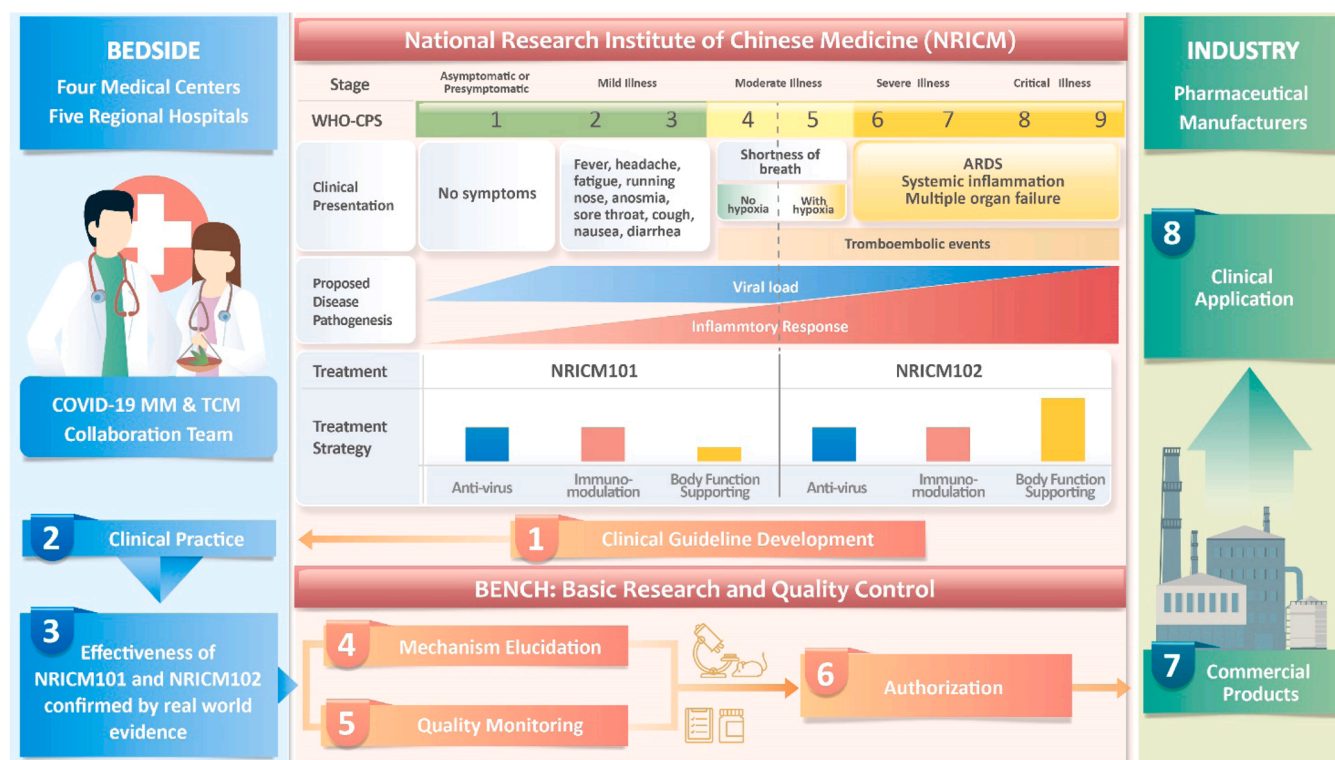 BEDSIDE
Four Medical Centers
Five Regional Hospitals
COVID-19 MM & TCM
Collaboration Team
2
Clinical Practice
3
Effectiveness of
NRICM101 and NRICM102
confirmed by real world
evidence
National Research Institute of Chinese Medicine (NRICM)
Stage
Asymptomatic or
Presymptomatic
Mild Illness
Moderate Illness
Severe Illness
Critical Illness
WHO-CPS
1
2
3
4
5
6
7
8
9
Clinical
Presentation
No symptoms
Fever, headache,
fatigue, running
nose, anosmia,
sore throat, cough,
nausea, diarrhea
Shortness of
breath
No
hypoxia
With
hypoxia
ARDS
Systemic inflammation
Multiple organ failure
Tromboembolic events
Proposed
Disease
Pathogenesis
Viral load
Inflammtory Response
Treatment
NRICM101
NRICM102
Treatment
Strategy
Anti-virus
Immuno-
modulation
Body Function
Supporting
Anti-virus
Immuno-
modulation
Body Function
Supporting
1
Clinical Guideline Development
BENCH: Basic Research and Quality Control
4
Mechanism Elucidation
5
Quality Monitoring
6
Authorization
INDUSTRY
Pharmaceutical
Manufacturers
8
Clinical
Application
7
Commercial
Products